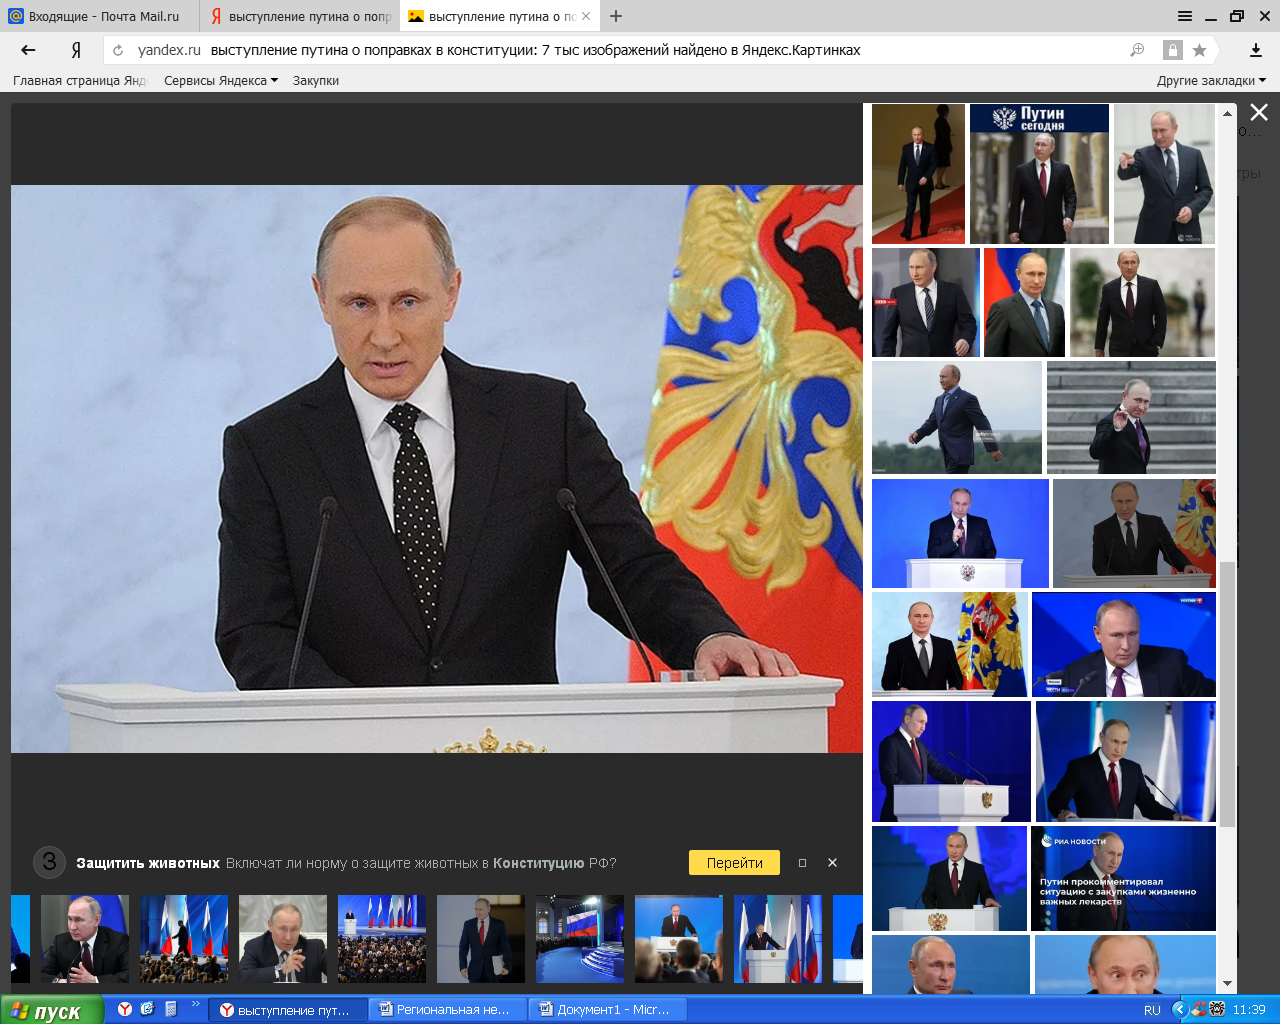 Входящие - Почта Mail.ru
выступление путина о попр
выступление путина о по
yandex.ru выступление путина о поправках в конституции: 7 тыс изображений найдено в Яндекс.Картинках
Главная страница Янд
Сервисы Яндекса
Закупки
Другие закладки
Путин
сегодня
РИА НОВОСТИ
Путин прокомментировал
ситуацию с закупками жизненно
важных лекарств
3 Защитить животных Включат ли норму о защите животных в Конституцию РФ?
Перейти
пуск
выступление пут...
Региональная не...
Документ1 - Micr...
RU
11:39